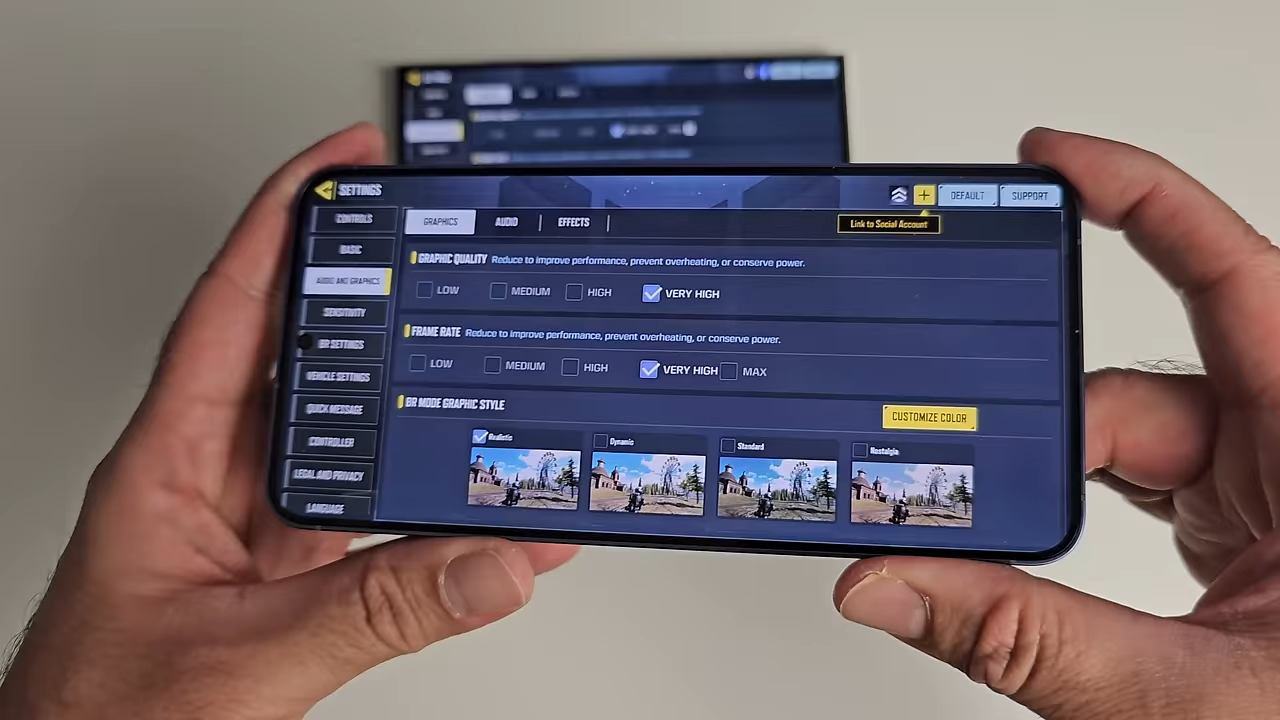 SETTINGS
DEFAULT
SUPPORT
Link to Social Account
CONTROLS
BASIC
AUDIO AND GRAPHICS
SENSITIVITY
BR SETTINGS
VEHICLE SETTINGS
QUICK MESSAGE
CONTROLLER
LEGAL AND PRIVACY
LANGUAGE
GRAPHICS
AUDIO
EFFECTS
GRAPHIC QUALITY Reduce to improve performance, prevent overheating, or conserve power.
LOW MEDIUM HIGH VERY HIGH
FRAME RATE Reduce to improve performance, prevent overheating, or conserve power.
LOW MEDIUM HIGH VERY HIGH MAX
BR MODE GRAPHIC STYLE
CUSTOMIZE COLOR
Realistic Dynamic Standard Nostalgia